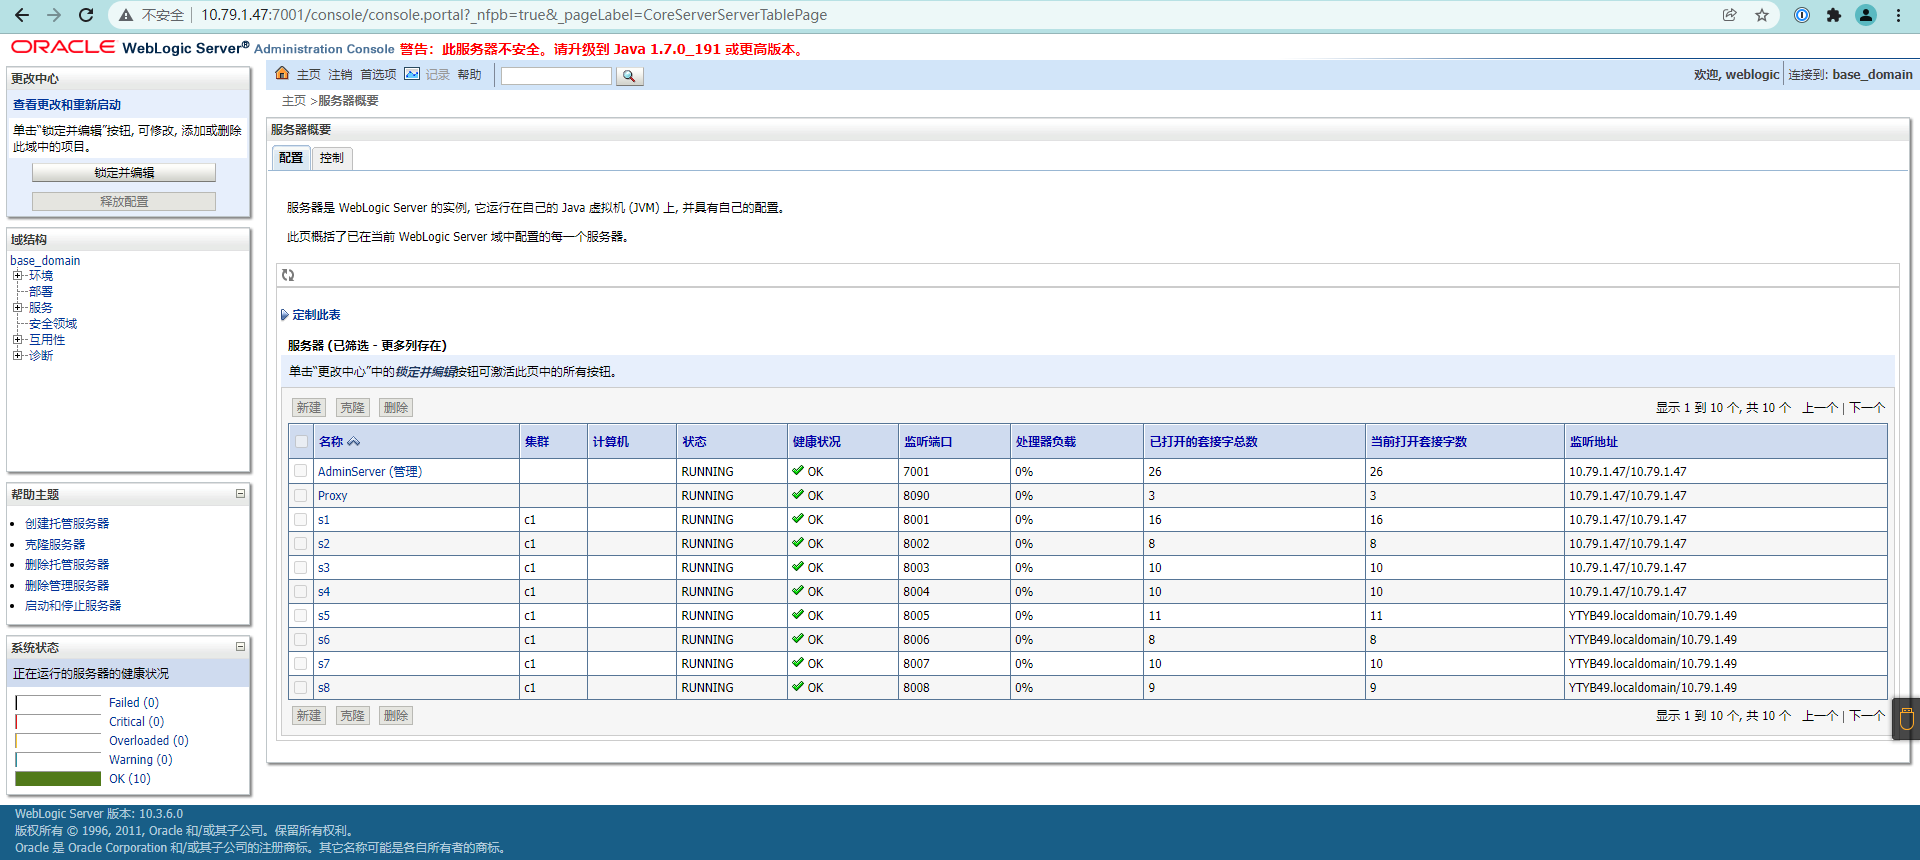 不安全 10.79.1.47:7001/console/console.portal?_nfpb=true&_pageLabel=CoreServerServerTablePage
ORACLE WebLogic Server® Administration Console 警告: 此服务器不安全。请升级到 Java 1.7.0_191 或更高版本。
更改中心
查看更改和重新启动
单击“锁定并编辑”按钮, 可修改, 添加或删除
此域中的项目。
锁定并编辑
释放配置
域结构
base_domain
环境
部署
服务
安全领域
互用性
诊断
帮助主题
创建托管服务器
克隆服务器
删除托管服务器
删除管理服务器
启动和停止服务器
系统状态
正在运行的服务器的健康状况
Failed (0)
Critical (0)
Overloaded (0)
Warning (0)
OK (10)
主页 注销 首选项 记录 帮助
欢迎, weblogic 连接到: base_domain
主页 >服务器概要
服务器概要
配置 控制
服务器是 WebLogic Server 的实例, 它运行在自己的 Java 虚拟机 (JVM) 上, 并具有自己的配置。
此页概括了已在当前 WebLogic Server 域中配置的每一个服务器。
定制此表
服务器 (已筛选 - 更多列存在)
单击“更改中心”中的锁定并编辑按钮可激活此页中的所有按钮。
新建 克隆 删除 显示 1 到 10 个, 共 10 个 上一个 | 下一个
名称 集群 计算机 状态 健康状况 监听端口 处理器负载 已打开的套接字总数 当前打开套接字数 监听地址
AdminServer (管理) RUNNING OK 7001 0% 26 26 10.79.1.47/10.79.1.47
Proxy RUNNING OK 8090 0% 3 3 10.79.1.47/10.79.1.47
s1 c1 RUNNING OK 8001 0% 16 16 10.79.1.47/10.79.1.47
s2 c1 RUNNING OK 8002 0% 8 8 10.79.1.47/10.79.1.47
s3 c1 RUNNING OK 8003 0% 10 10 10.79.1.47/10.79.1.47
s4 c1 RUNNING OK 8004 0% 10 10 10.79.1.47/10.79.1.47
s5 c1 RUNNING OK 8005 0% 11 11 YTYB49.localdomain/10.79.1.49
s6 c1 RUNNING OK 8006 0% 8 8 YTYB49.localdomain/10.79.1.49
s7 c1 RUNNING OK 8007 0% 10 10 YTYB49.localdomain/10.79.1.49
s8 c1 RUNNING OK 8008 0% 9 9 YTYB49.localdomain/10.79.1.49
新建 克隆 删除 显示 1 到 10 个, 共 10 个 上一个 | 下一个
WebLogic Server 版本: 10.3.6.0
版权所有 © 1996, 2011, Oracle 和/或其子公司。保留所有权利。
Oracle 是 Oracle Corporation 和/或其子公司的注册商标。其它名称可能是各自所有者的商标。